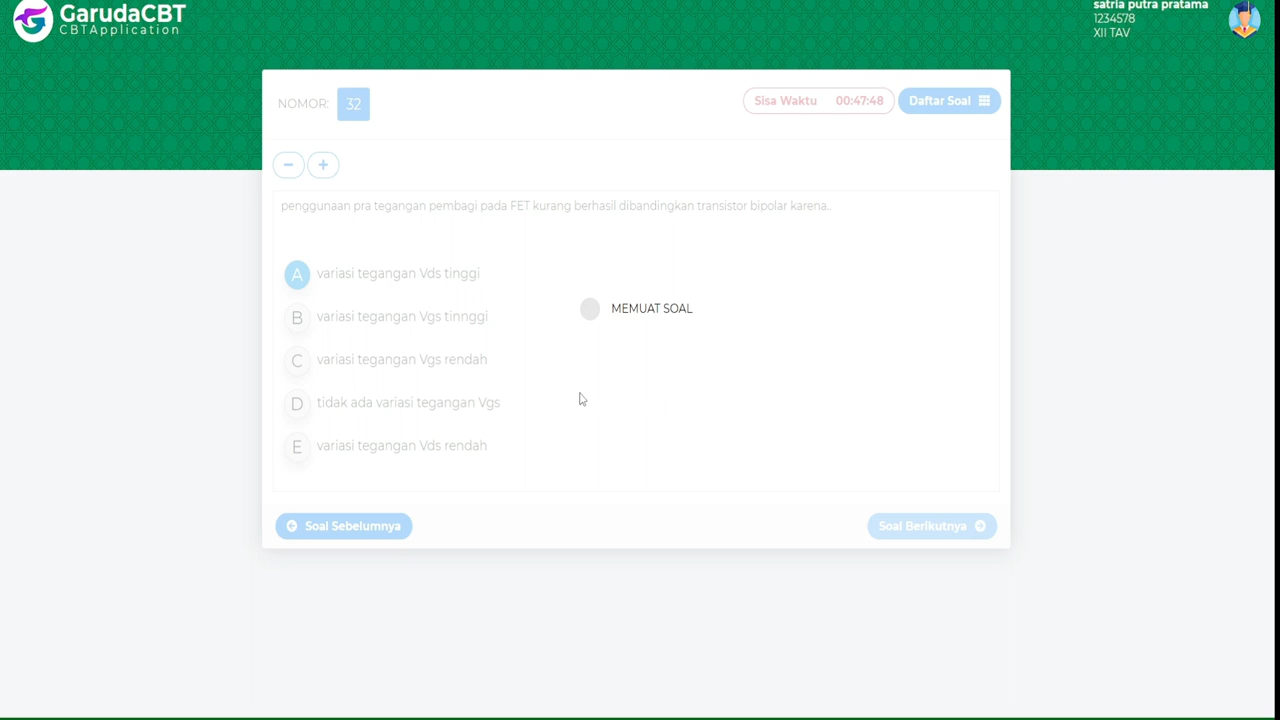 GarudaCBT
CBTApplication
satria putra pratama
1234578
XII TAV
NOMOR: 32
Sisa Waktu 00:47:48
Daftar Soal
penggunaan pra tegangan pembagi pada FET kurang berhasil dibandingkan transistor bipolar karena..
A variasi tegangan Vds tinggi
B variasi tegangan Vgs tinnggi
C variasi tegangan Vgs rendah
D tidak ada variasi tegangan Vgs
E variasi tegangan Vds rendah
MEMUAT SOAL
Soal Sebelumnya
Soal Berikutnya